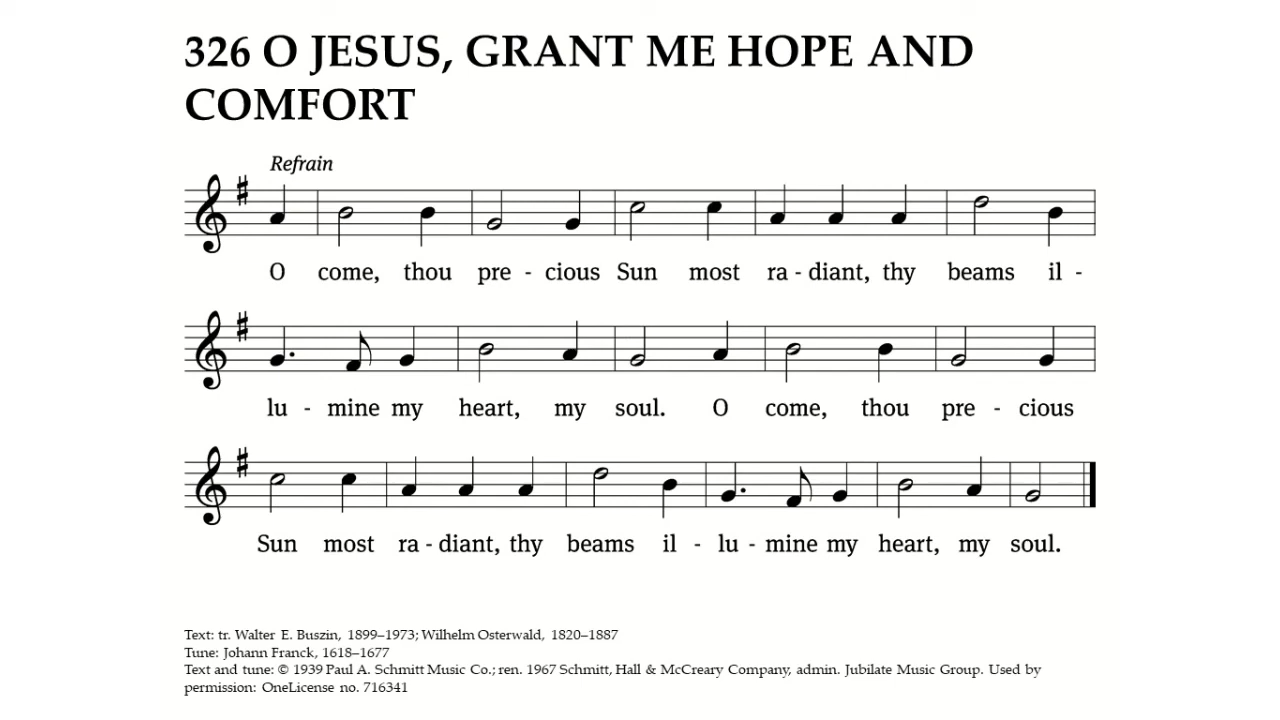 326 O JESUS, GRANT ME HOPE AND
COMFORT
Refrain
O come, thou pre - cious Sun most ra - diant, thy beams il -
lu - mine my heart, my soul. O come, thou pre - cious
Sun most ra - diant, thy beams il - lu - mine my heart, my soul.
Text: tr. Walter E. Buszin, 1899–1973; Wilhelm Osterwald, 1820–1887
Tune: Johann Franck, 1618–1677
Text and tune: © 1939 Paul A. Schmitt Music Co.; ren. 1967 Schmitt, Hall & McCreary Company, admin. Jubilate Music Group. Used by
permission: OneLicense no. 716341